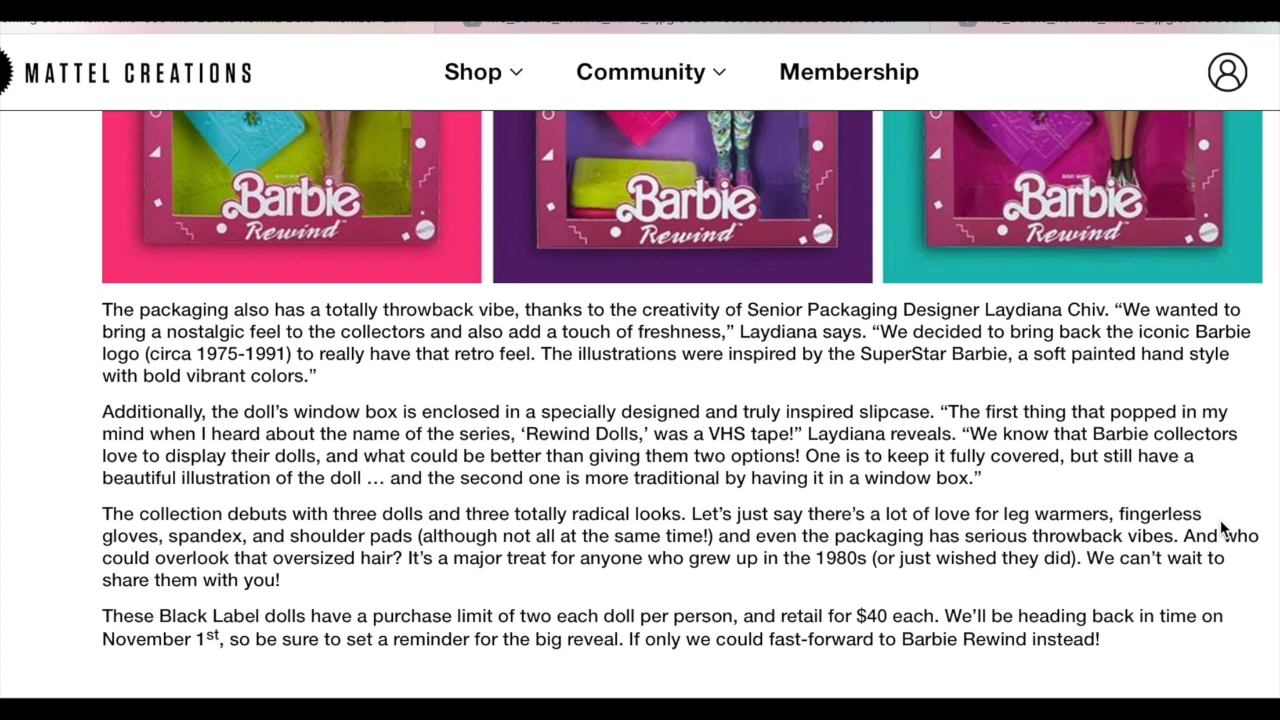 MATTEL CREATIONS
Shop
Community
Membership
Barbie
Rewind
Barbie
Rewind
Barbie
Rewind
The packaging also has a totally throwback vibe, thanks to the creativity of Senior Packaging Designer Laydiana Chiv. “We wanted to
bring a nostalgic feel to the collectors and also add a touch of freshness,” Laydiana says. “We decided to bring back the iconic Barbie
logo (circa 1975-1991) to really have that retro feel. The illustrations were inspired by the SuperStar Barbie, a soft painted hand style
with bold vibrant colors.”
Additionally, the doll’s window box is enclosed in a specially designed and truly inspired slipcase. “The first thing that popped in my
mind when I heard about the name of the series, ‘Rewind Dolls,’ was a VHS tape!” Laydiana reveals. “We know that Barbie collectors
love to display their dolls, and what could be better than giving them two options! One is to keep it fully covered, but still have a
beautiful illustration of the doll … and the second one is more traditional by having it in a window box.”
The collection debuts with three dolls and three totally radical looks. Let’s just say there’s a lot of love for leg warmers, fingerless
gloves, spandex, and shoulder pads (although not all at the same time!) and even the packaging has serious throwback vibes. And who
could overlook that oversized hair? It’s a major treat for anyone who grew up in the 1980s (or just wished they did). We can’t wait to
share them with you!
These Black Label dolls have a purchase limit of two each doll per person, and retail for $40 each. We’ll be heading back in time on
November 1st, so be sure to set a reminder for the big reveal. If only we could fast-forward to Barbie Rewind instead!